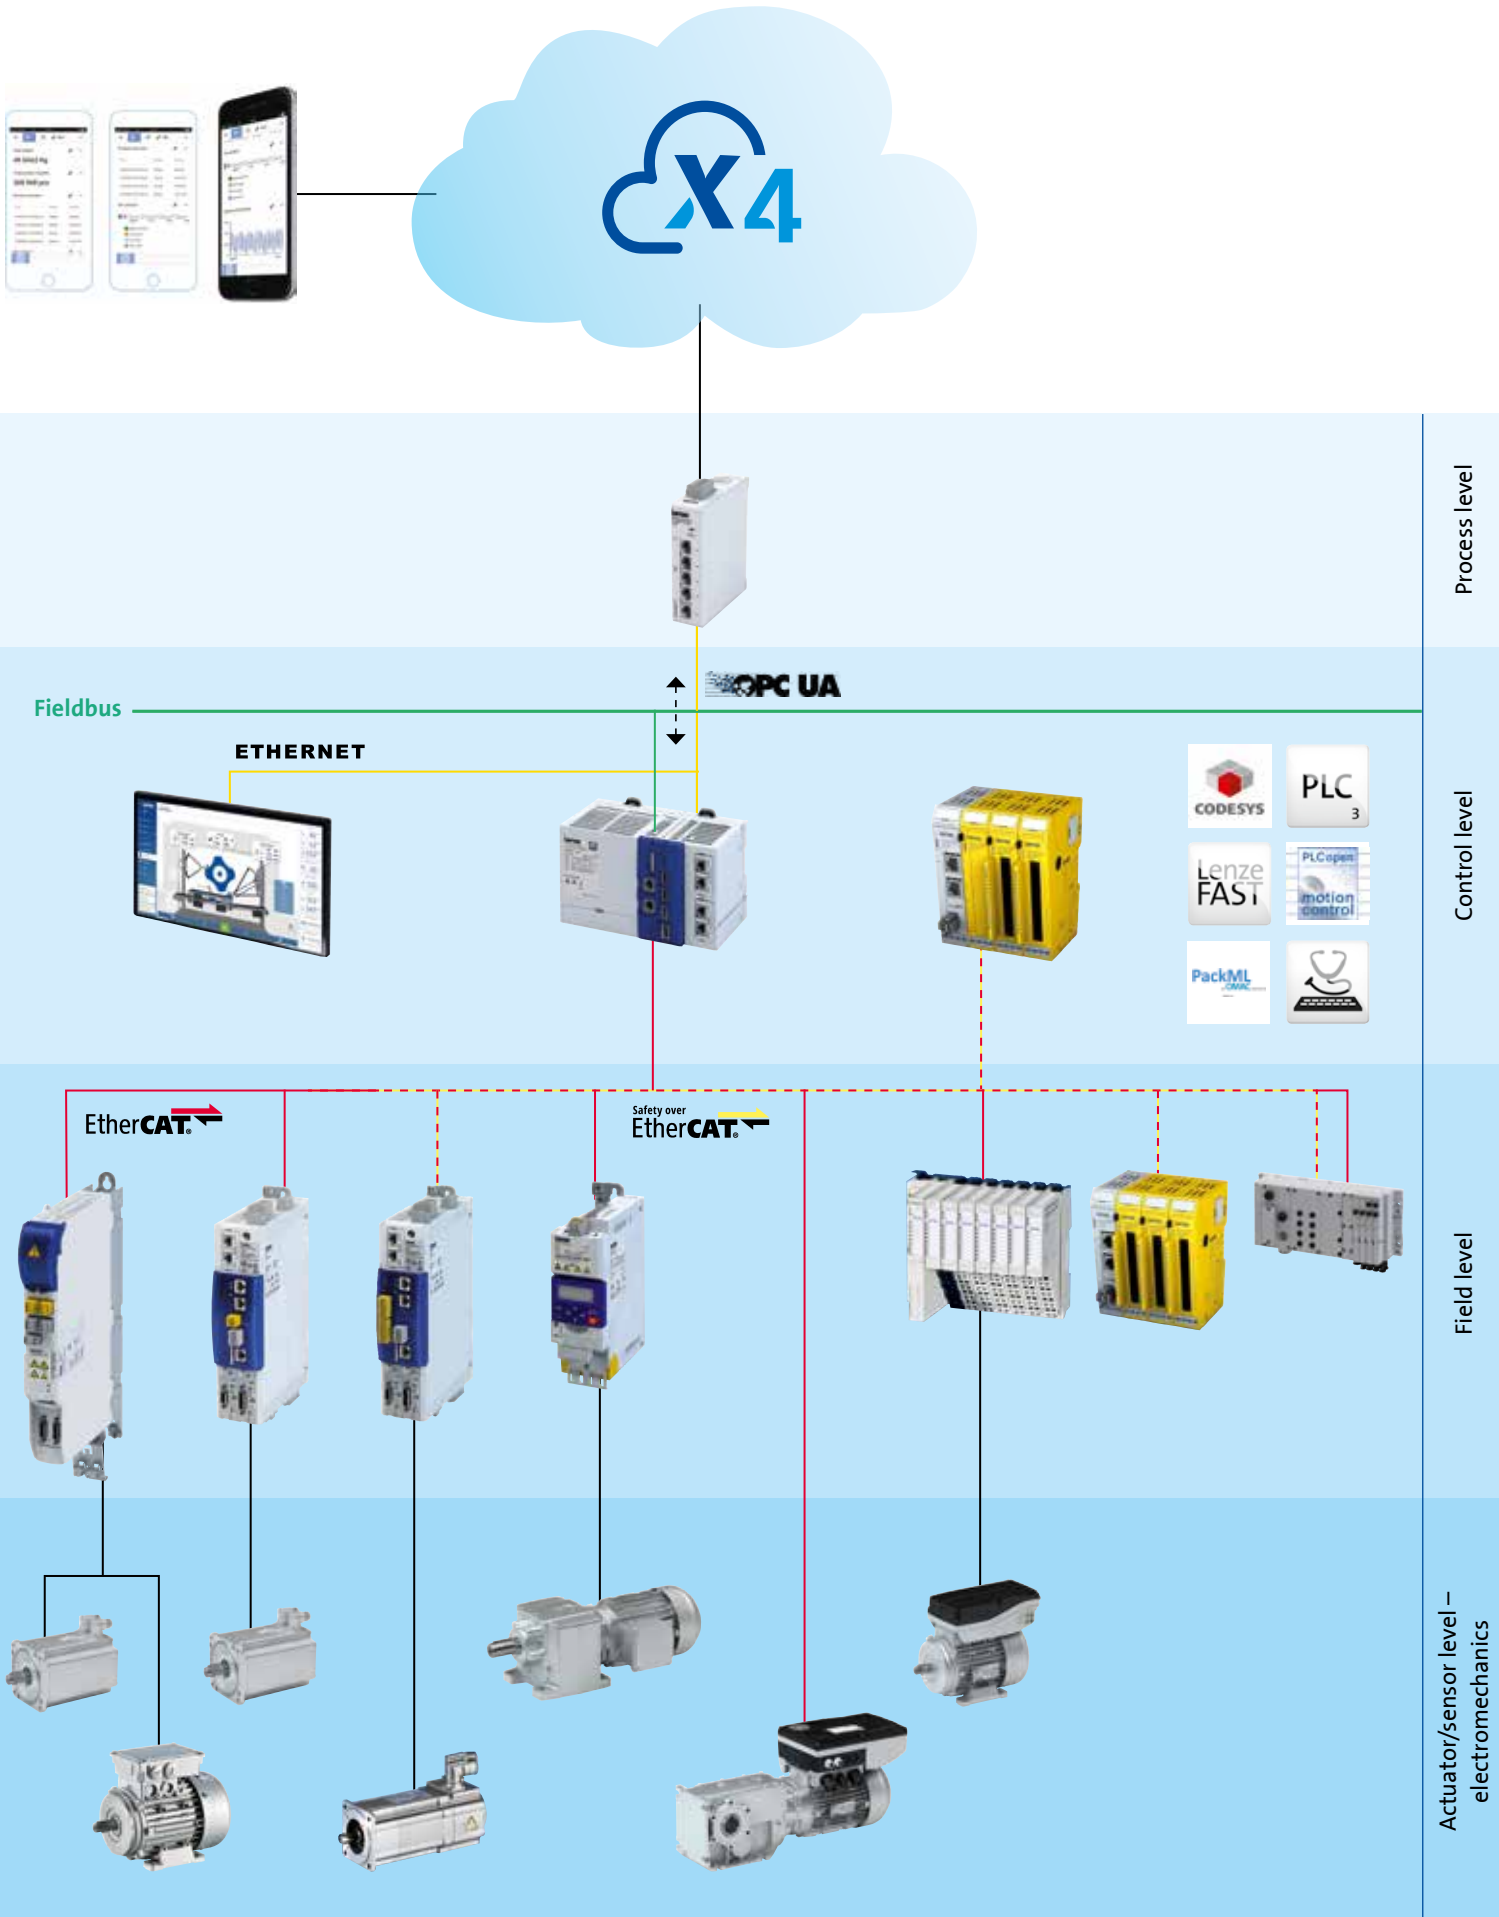 X4
Process level
OPC UA
Fieldbus
ETHERNET
CODESYS
PLC
3
Lenze
FAST
PLCopen
motion
control
PackML
OMAC
Control level
EtherCAT®
Safety over
EtherCAT®
Field level
Actuator/sensor level –
electromechanics